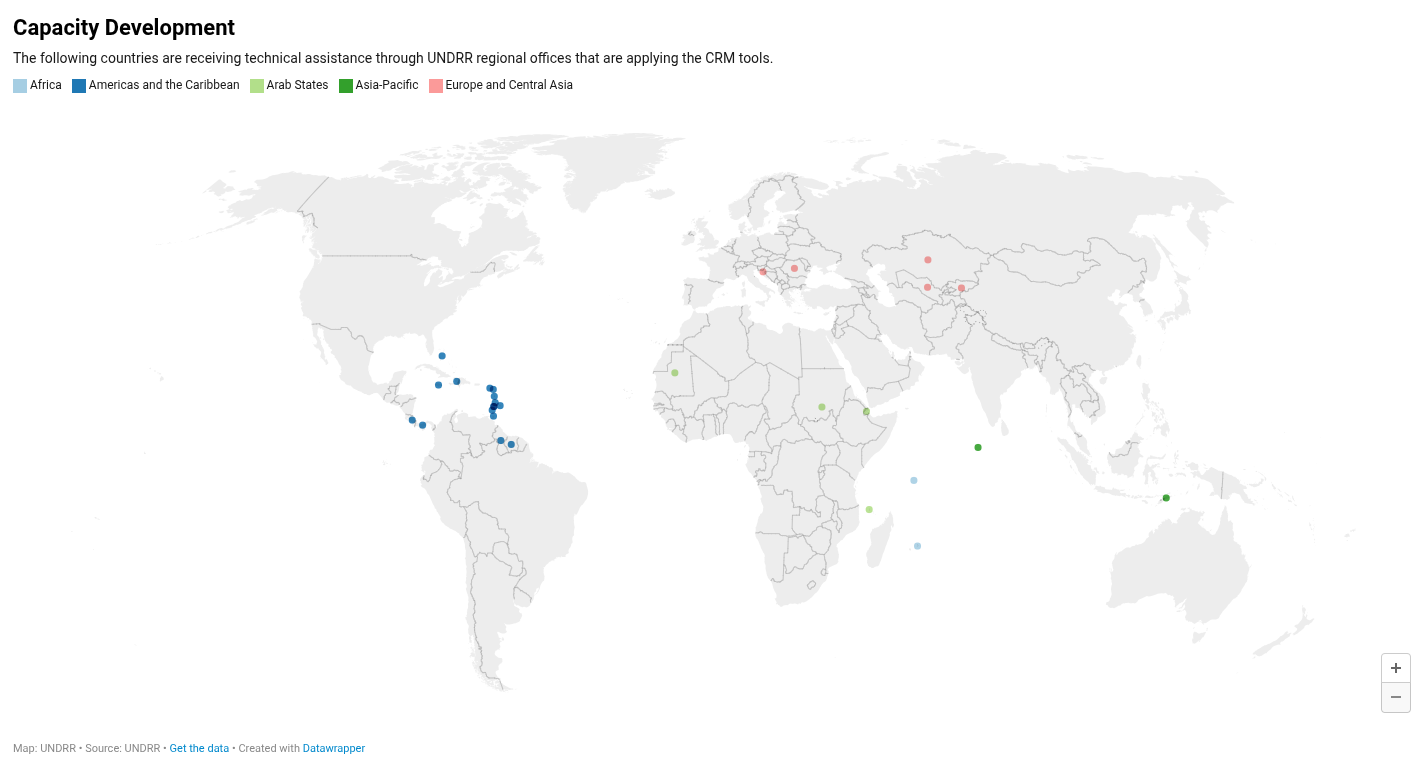 Capacity Development
The following countries are receiving technical assistance through UNDRR regional offices that are applying the CRM tools.
Africa Americas and the Caribbean Arab States Asia-Pacific Europe and Central Asia
+
−
Map: UNDRR • Source: UNDRR • Get the data • Created with Datawrapper